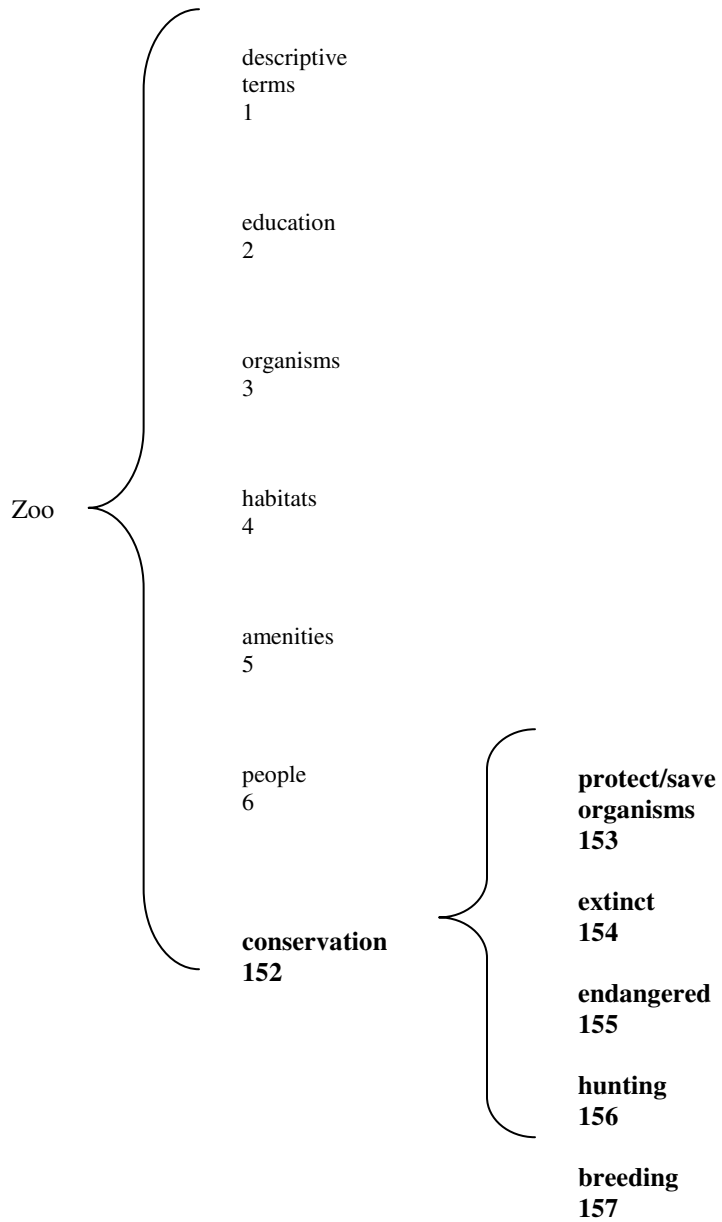 Zoo
descriptive
terms
1
education
2
organisms
3
habitats
4
amenities
5
people
6
conservation
152
protect/save
organisms
153
extinct
154
endangered
155
hunting
156
breeding
157